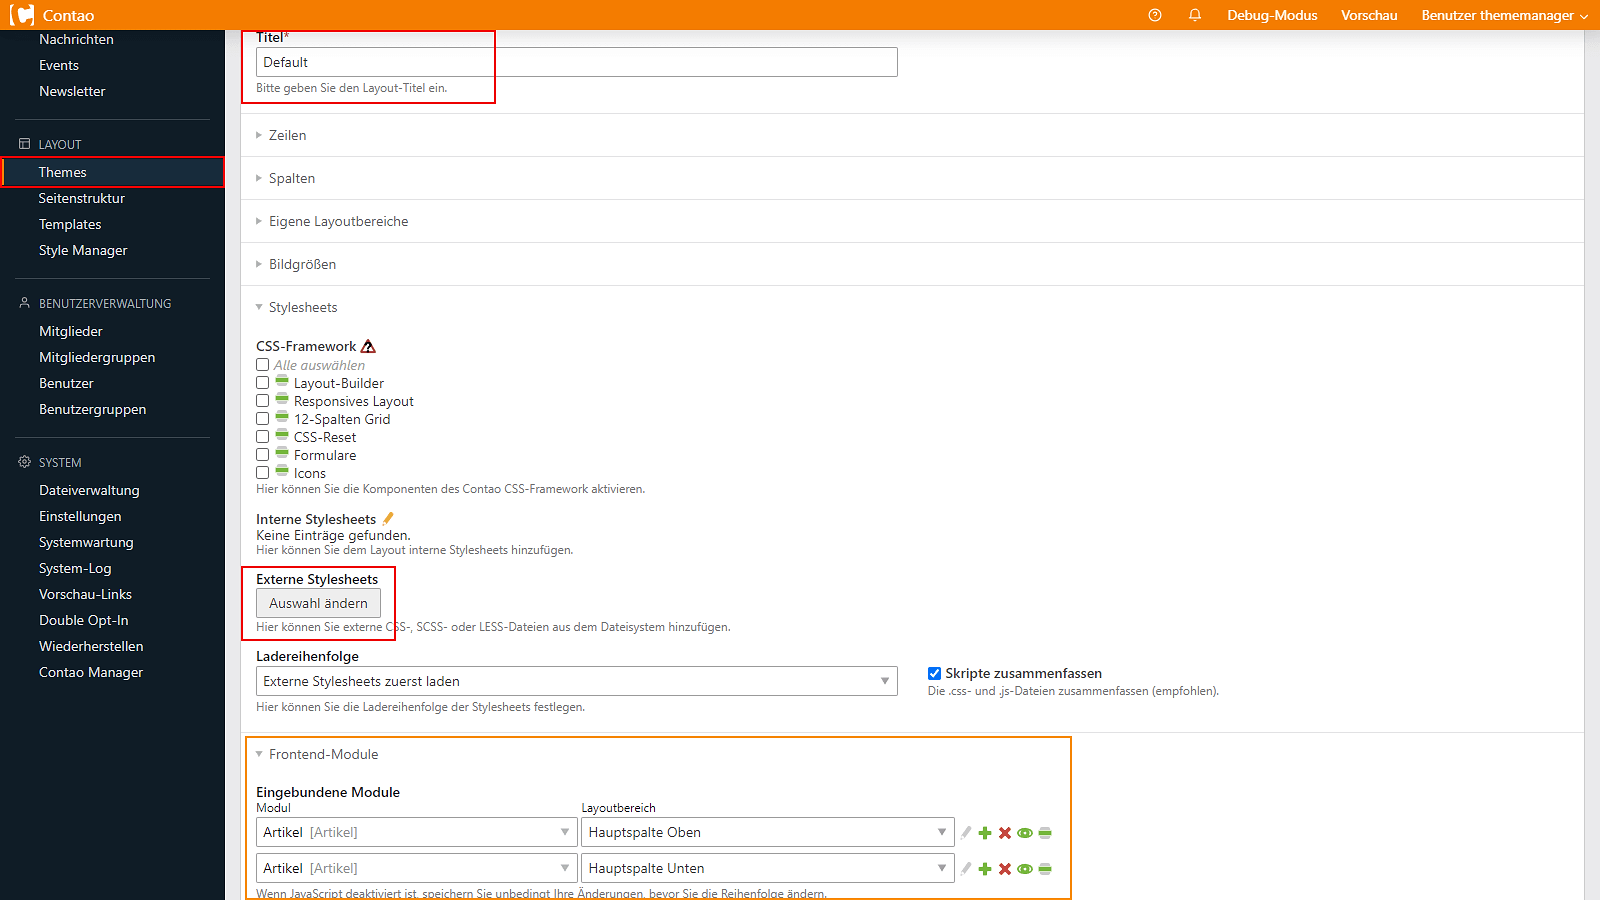 Contao
Debug-Modus
Vorschau
Benutzer thememanager
Nachrichten
Events
Newsletter
LAYOUT
Themes
Seitenstruktur
Templates
Style Manager
BENUTZERVERWALTUNG
Mitglieder
Mitgliedergruppen
Benutzer
Benutzergruppen
SYSTEM
Dateiverwaltung
Einstellungen
Systemwartung
System-Log
Vorschau-Links
Double Opt-In
Wiederherstellen
Contao Manager
Titel*
Default
Bitte geben Sie den Layout-Titel ein.
Zeilen
Spalten
Eigene Layoutbereiche
Bildgrößen
Stylesheets
CSS-Framework
Alle auswählen
Layout-Builder
Responsives Layout
12-Spalten Grid
CSS-Reset
Formulare
Icons
Hier können Sie die Komponenten des Contao CSS-Framework aktivieren.
Interne Stylesheets
Keine Einträge gefunden.
Hier können Sie dem Layout interne Stylesheets hinzufügen.
Externe Stylesheets
Auswahl ändern
Hier können Sie externe CSS-, SCSS- oder LESS-Dateien aus dem Dateisystem hinzufügen.
Ladereihenfolge
Externe Stylesheets zuerst laden
Hier können Sie die Ladereihenfolge der Stylesheets festlegen.
Skripte zusammenfassen
Die .css- und .js-Dateien zusammenfassen (empfohlen).
Frontend-Module
Eingebundene Module
Modul Layoutbereich
Artikel [Artikel] Hauptspalte Oben
Artikel [Artikel] Hauptspalte Unten
Wenn JavaScript deaktiviert ist, speichern Sie unbedingt Ihre Änderungen, bevor Sie die Reihenfolge ändern.